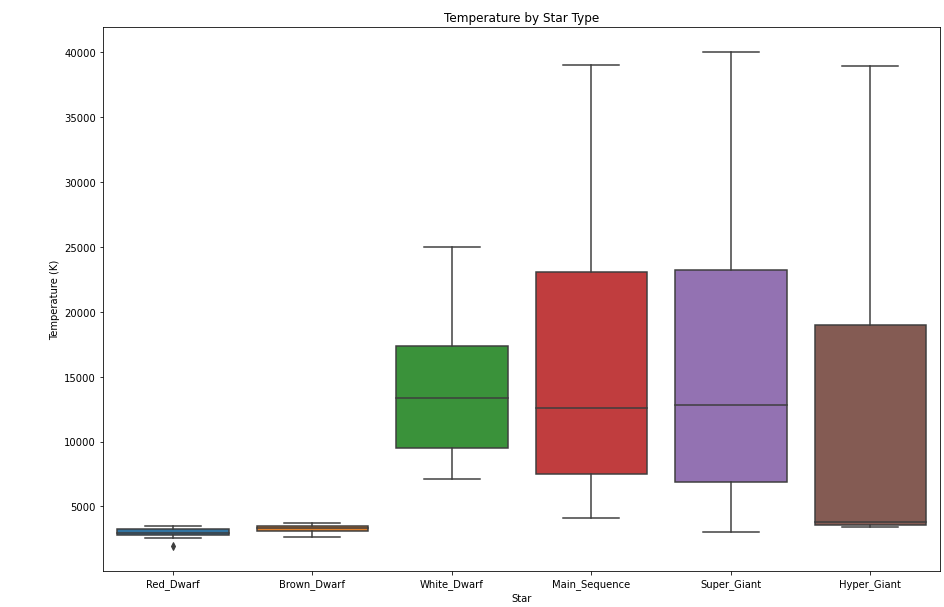 Temperature by Star Type
40000
35000
30000
25000
20000
15000
10000
5000
Temperature (K)
Red_Dwarf Brown_Dwarf White_Dwarf Main_Sequence Super_Giant Hyper_Giant
Star